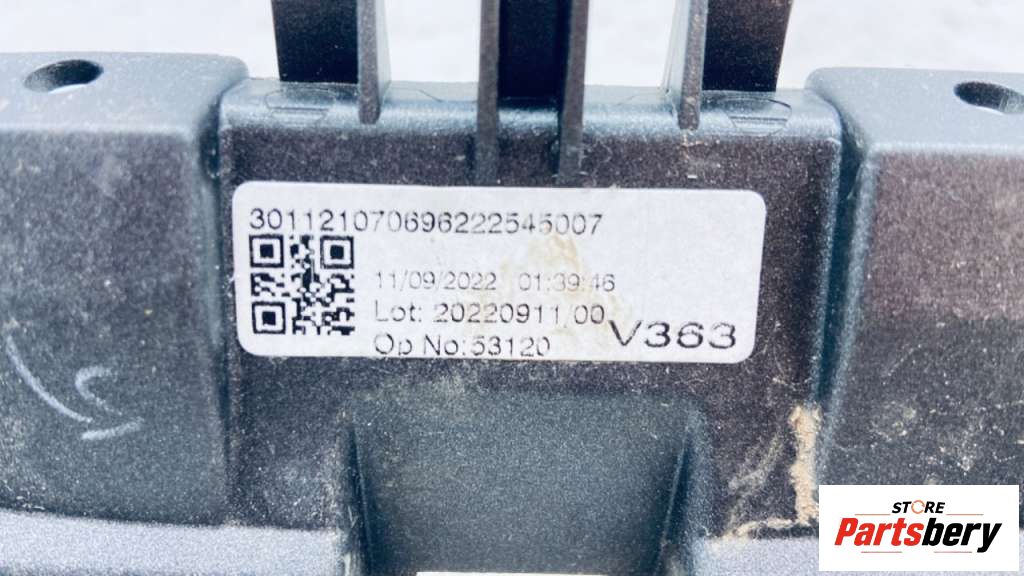 301121070696222545007
11/09/2022 01:39:46
Lot: 20220911/00
Op No: 53120
V363
STORE
Partsbery